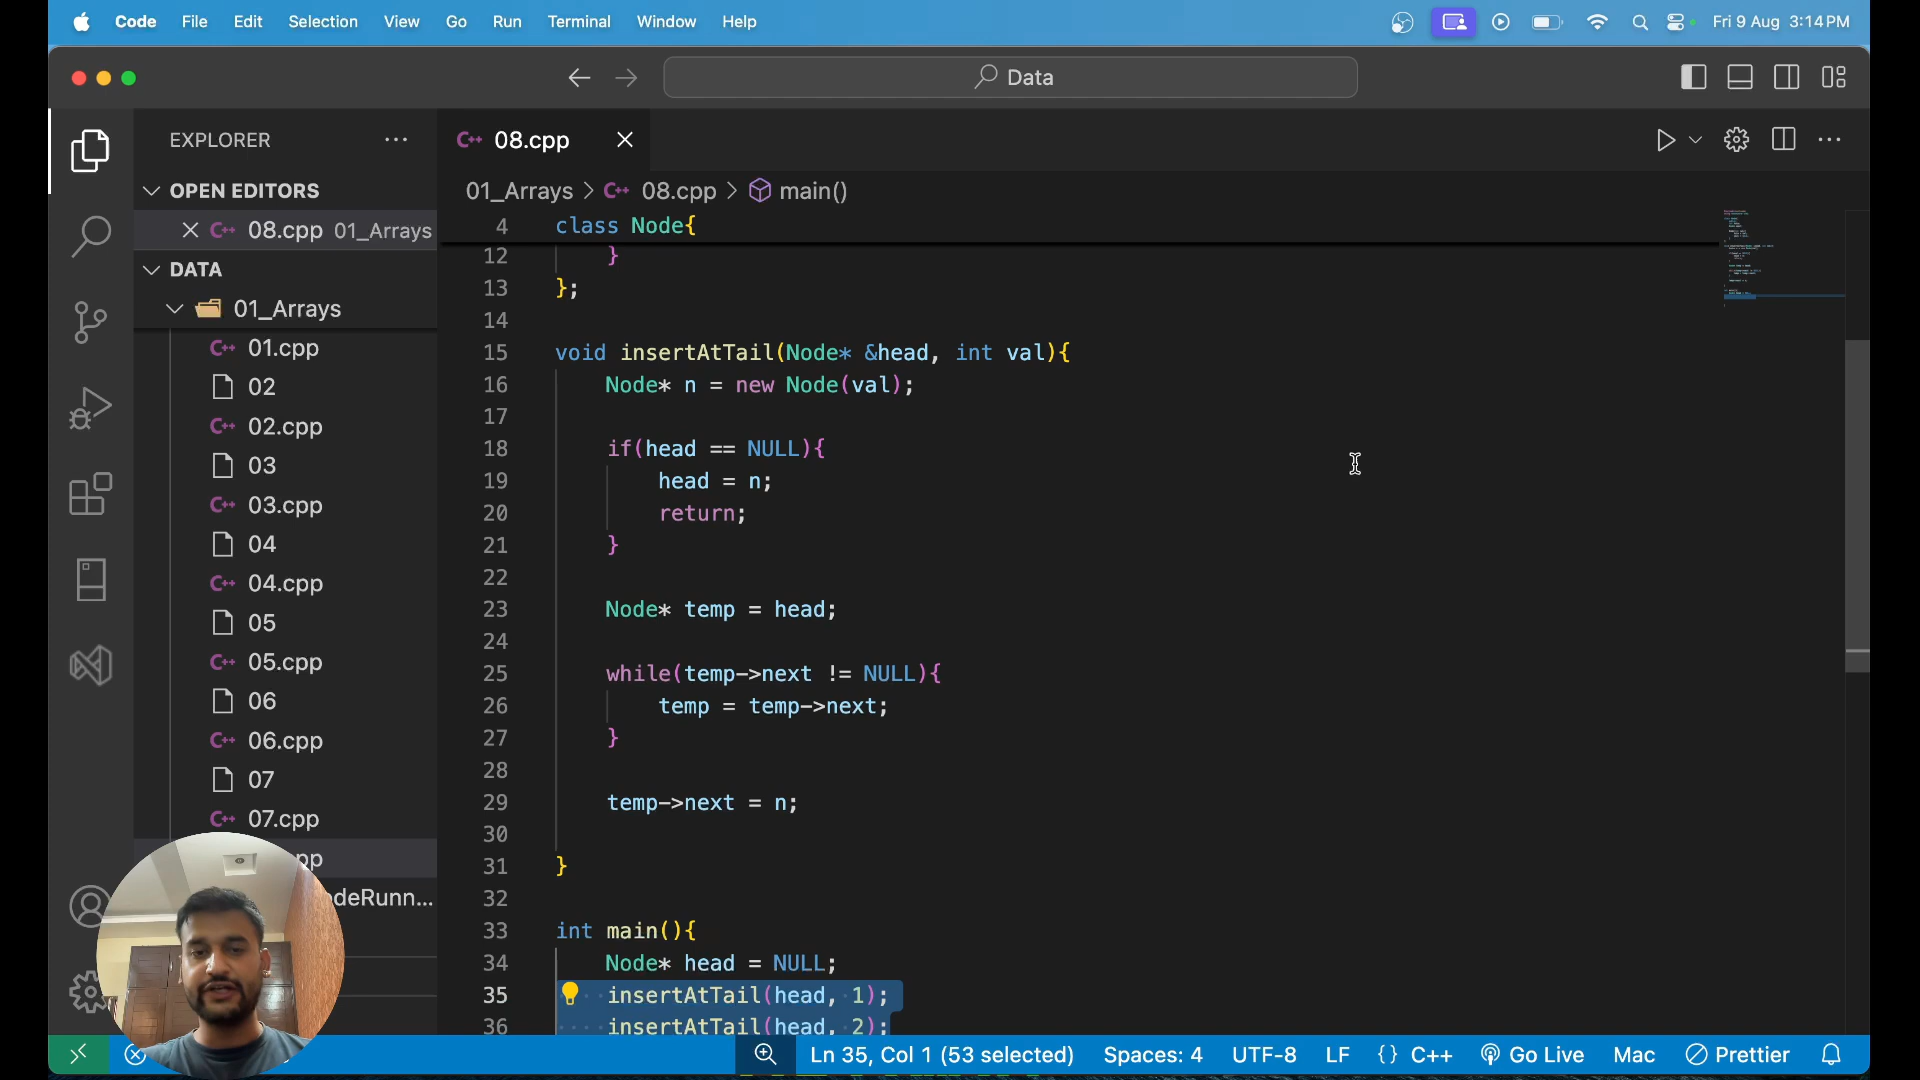 Code File Edit Selection View Go Run Terminal Window Help Fri 9 Aug 3:14 PM
Data
EXPLORER
OPEN EDITORS
C++ 08.cpp 01_Arrays
DATA
01_Arrays
C++ 01.cpp
02
C++ 02.cpp
03
C++ 03.cpp
04
C++ 04.cpp
05
C++ 05.cpp
06
C++ 06.cpp
07
C++ 07.cpp
pp
deRunn...
C++ 08.cpp
01_Arrays > C++ 08.cpp > main()
4 class Node{
12 }
13 };
14
15 void insertAtTail(Node* &head, int val){
16 Node* n = new Node(val);
17
18 if(head == NULL){
19 head = n;
20 return;
21 }
22
23 Node* temp = head;
24
25 while(temp->next != NULL){
26 temp = temp->next;
27 }
28
29 temp->next = n;
30
31 }
32
33 int main(){
34 Node* head = NULL;
35 insertAtTail(head, 1);
36 insertAtTail(head, 2);
Ln 35, Col 1 (53 selected) Spaces: 4 UTF-8 LF {} C++ Go Live Mac Prettier